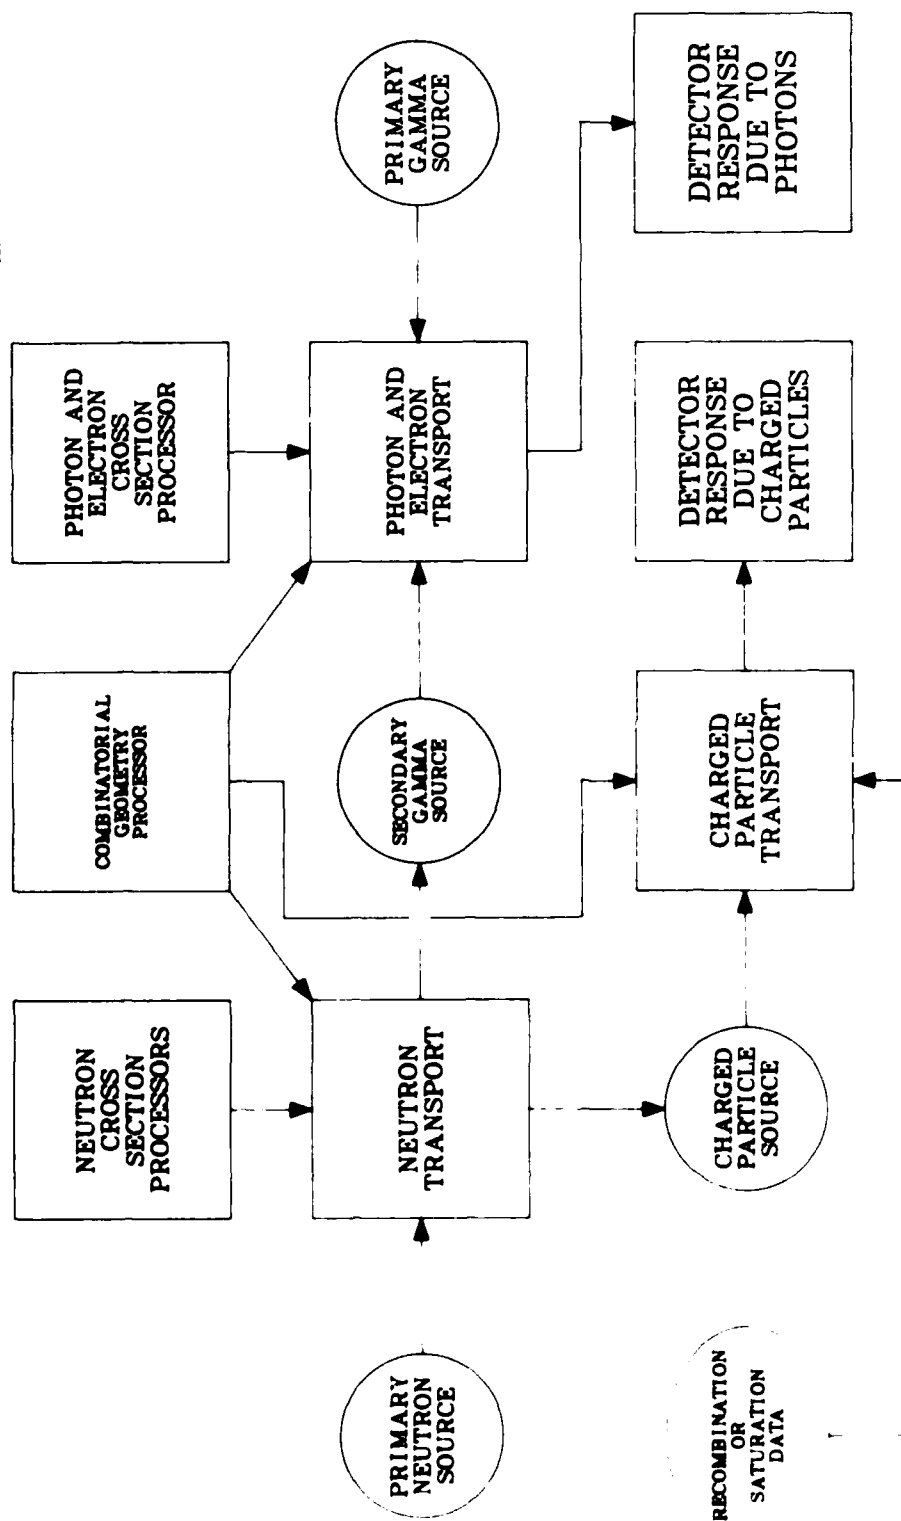 NEUTRON
CROSS
SECTION
PROCESSORS
COMBINATORIAL
GEOMETRY
PROCESSOR
PHOTON AND
ELECTRON
CROSS
SECTION
PROCESSOR
PRIMARY
NEUTRON
SOURCE
NEUTRON
TRANSPORT
SECONDARY
GAMMA
SOURCE
PHOTON AND
ELECTRON
TRANSPORT
PRIMARY
GAMMA
SOURCE
RECOMBINATION
OR
SATURATION
DATA
CHARGED
PARTICLE
SOURCE
CHARGED
PARTICLE
TRANSPORT
DETECTOR
RESPONSE
DUE TO
CHARGED
PARTICLES
DETECTOR
RESPONSE
DUE TO
PHOTONS